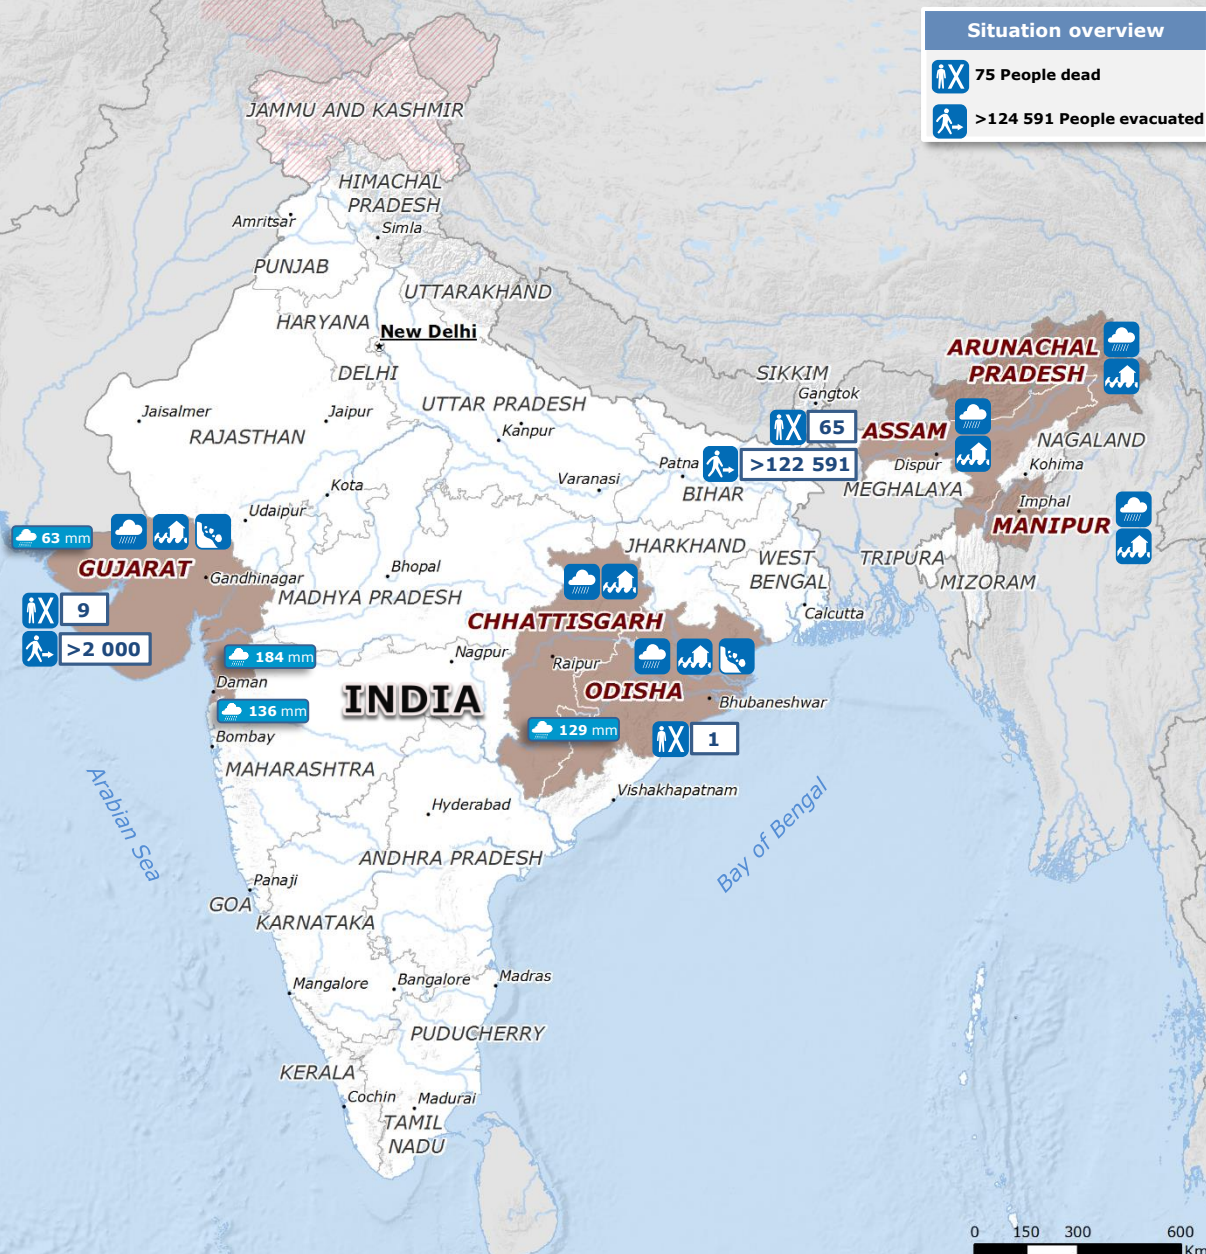 Situation overview
75 People dead
>124 591 People evacuated
JAMMU AND KASHMIR
HIMACHAL
PRADESH
Amritsar
Simla
PUNJAB
UTTARAKHAND
HARYANA
New Delhi
DELHI
ARUNACHAL
PRADESH
SIKKIM
Gangtok
Jaisalmer
Jaipur
UTTAR PRADESH
Kanpur
RAJASTHAN
65
ASSAM
NAGALAND
Patna
>122 591
Dispur
Kohima
Varanasi
BIHAR
MEGHALAYA
Kota
Imphal
Udaipur
MANIPUR
63 mm
GUJARAT
Gandhinagar
Bhopal
JHARKHAND
WEST
BENGAL
TRIPURA
MIZORAM
MADHYA PRADESH
9
>2 000
CHHATTISGARH
Calcutta
184 mm
Nagpur
Raipur
Daman
INDIA
ODISHA
Bhubaneshwar
136 mm
129 mm
1
Bombay
MAHARASHTRA
Arabian Sea
Hyderabad
Vishakhapatnam
Bay of Bengal
ANDHRA PRADESH
Panaji
GOA
KARNATAKA
Mangalore
Bangalore
Madras
PUDUCHERRY
KERALA
Cochin
Madurai
TAMIL
NADU
0 150 300 600
Km